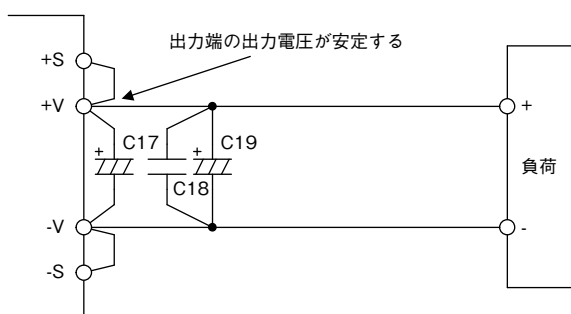 出力端の出力電圧が安定する
+S
+V
+
C17
C19
+
+
C18
負荷
-V
-
-S